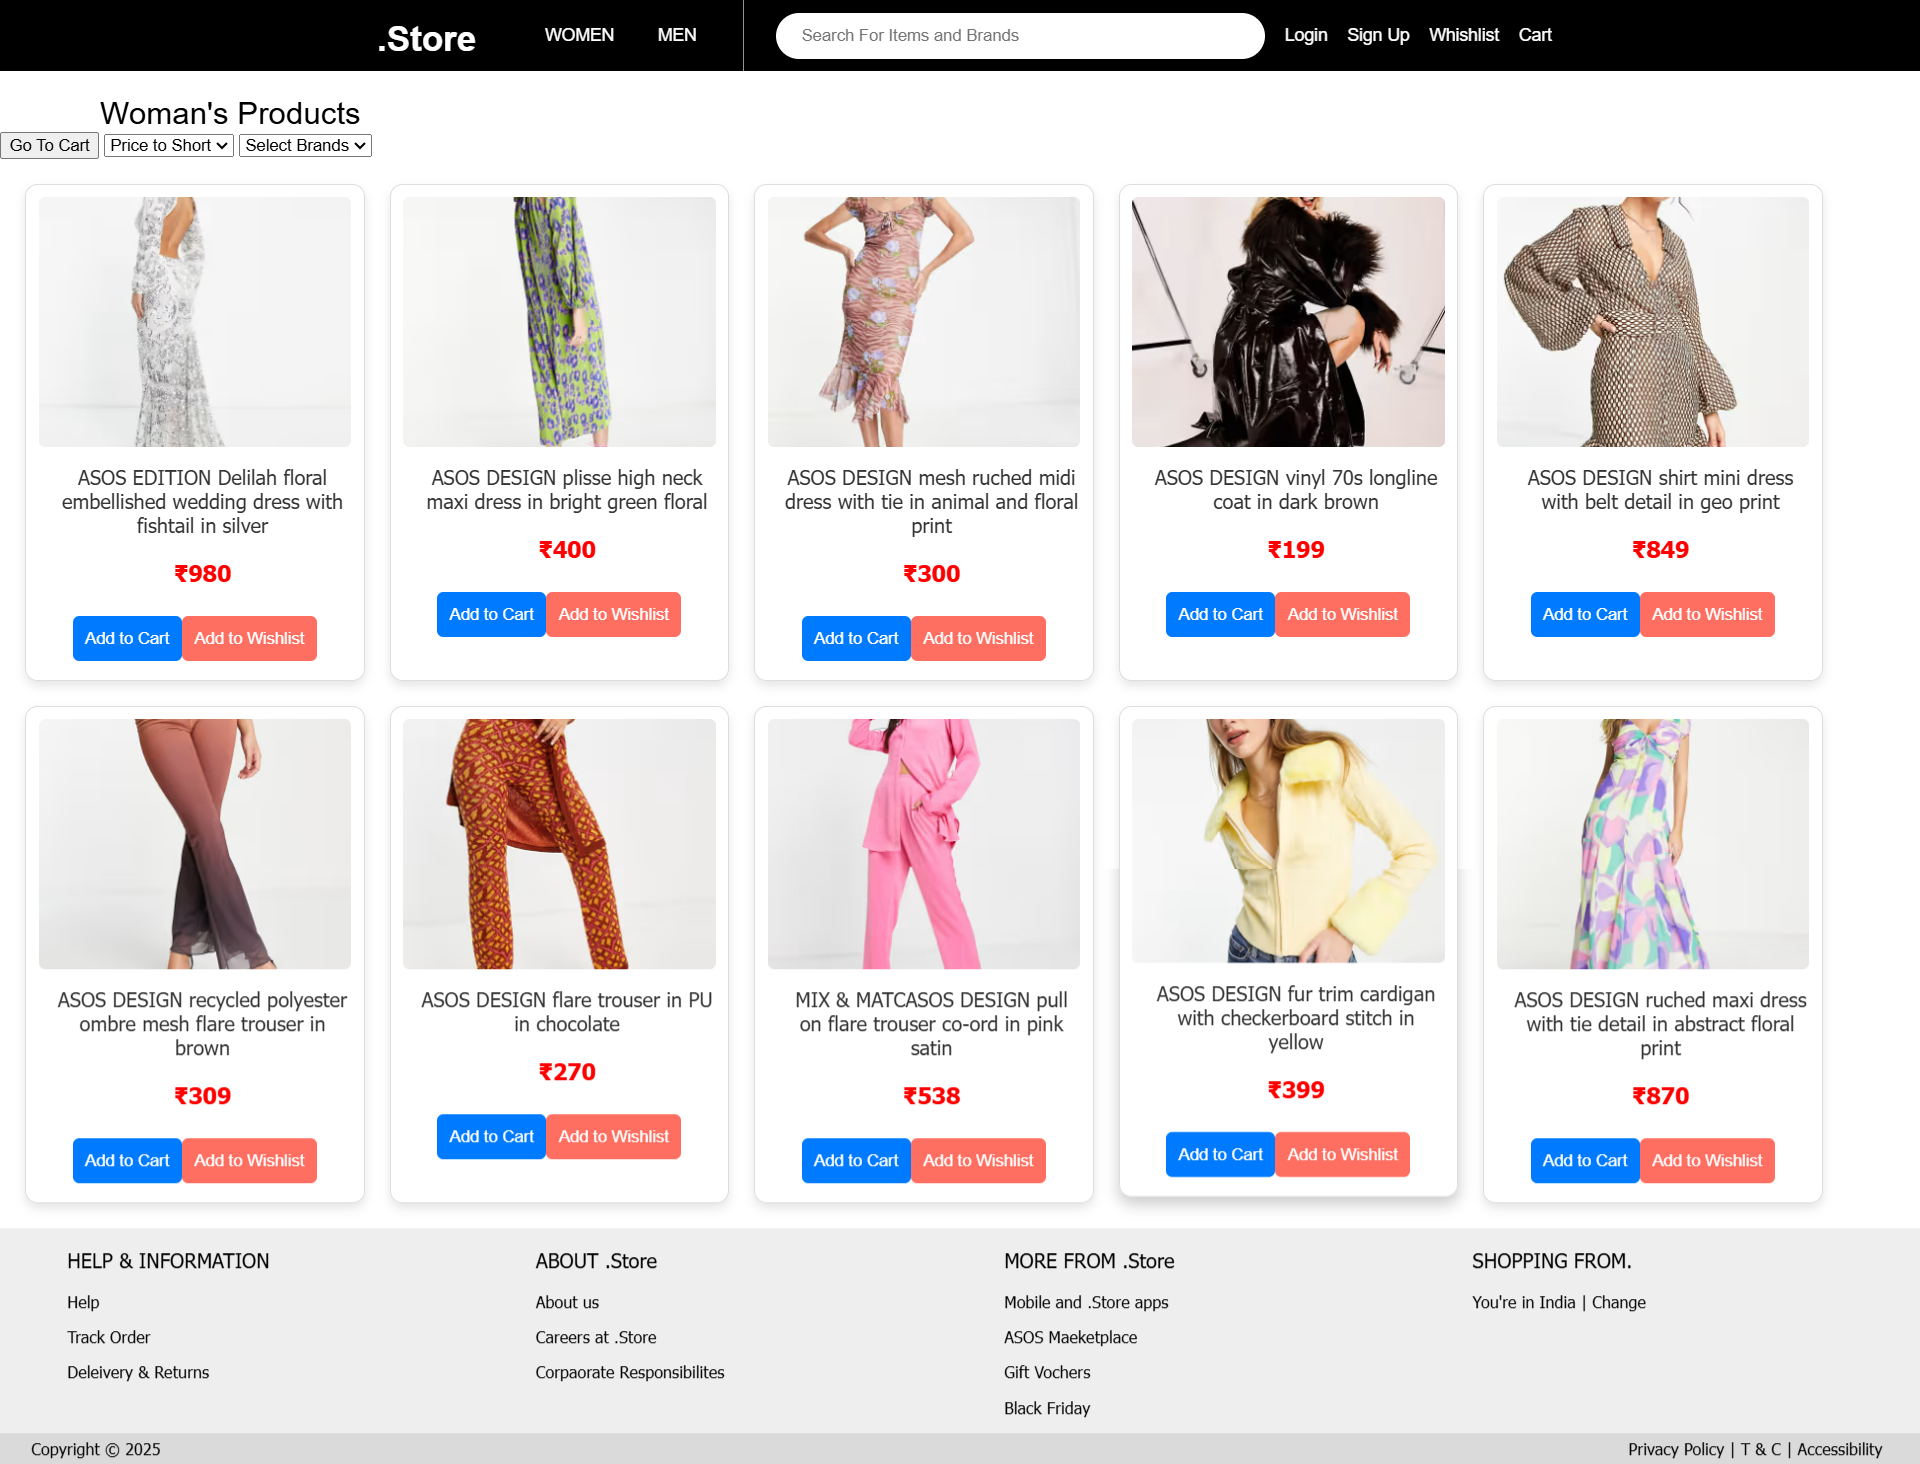 .Store WOMEN MEN Search For Items and Brands Login Sign Up Whishlist Cart
Woman's Products
Go To Cart Price to Short Select Brands
ASOS EDITION Delilah floral
embellished wedding dress with
fishtail in silver
₹980
Add to Cart Add to Wishlist
ASOS DESIGN plisse high neck
maxi dress in bright green floral
₹400
Add to Cart Add to Wishlist
ASOS DESIGN mesh ruched midi
dress with tie in animal and floral
print
₹300
Add to Cart Add to Wishlist
ASOS DESIGN vinyl 70s longline
coat in dark brown
₹199
Add to Cart Add to Wishlist
ASOS DESIGN shirt mini dress
with belt detail in geo print
₹849
Add to Cart Add to Wishlist
ASOS DESIGN recycled polyester
ombre mesh flare trouser in
brown
₹309
Add to Cart Add to Wishlist
ASOS DESIGN flare trouser in PU
in chocolate
₹270
Add to Cart Add to Wishlist
MIX & MATCASOS DESIGN pull
on flare trouser co-ord in pink
satin
₹538
Add to Cart Add to Wishlist
ASOS DESIGN fur trim cardigan
with checkerboard stitch in
yellow
₹399
Add to Cart Add to Wishlist
ASOS DESIGN ruched maxi dress
with tie detail in abstract floral
print
₹870
Add to Cart Add to Wishlist
HELP & INFORMATION
Help
Track Order
Deleivery & Returns
ABOUT .Store
About us
Careers at .Store
Corpaorate Responsibilites
MORE FROM .Store
Mobile and .Store apps
ASOS Maeketplace
Gift Vochers
Black Friday
SHOPPING FROM.
You're in India | Change
Copyright © 2025
Privacy Policy | T & C | Accessibility